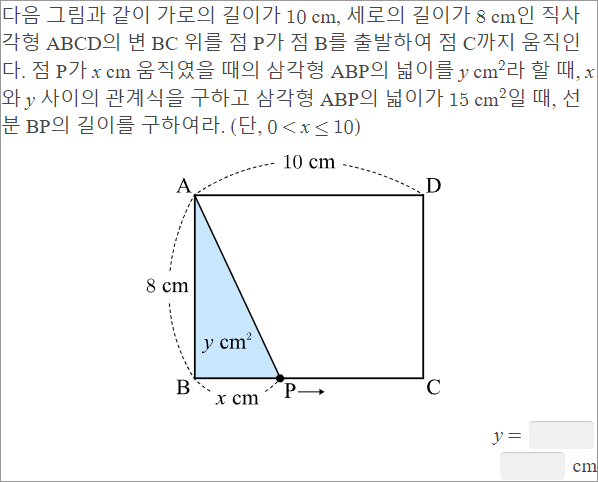 다음 그림과 같이 가로의 길이가 10 cm, 세로의 길이가 8 cm인 직사
각형 ABCD의 변 BC 위를 점 P가 점 B를 출발하여 점 C까지 움직인
다. 점 P가 x cm 움직였을 때의 삼각형 ABP의 넓이를 y cm²라 할 때, x
와 y 사이의 관계식을 구하고 삼각형 ABP의 넓이가 15 cm²일 때, 선
분 BP의 길이를 구하여라. (단, 0 < x ≤ 10)
10 cm
A
D
8 cm
y cm²
B
x cm
P
C
y =
cm